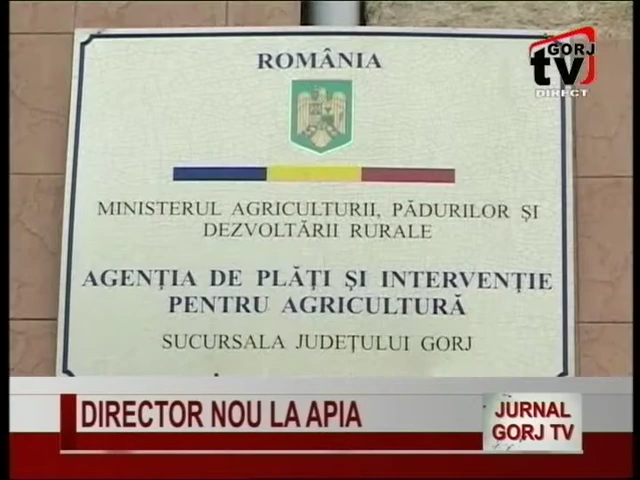 ROMÂNIA
GORJ
tv
DIRECT
MINISTERUL AGRICULTURII, PĂDURILOR ŞI
DEZVOLTĂRII RURALE
AGENŢIA DE PLĂŢI ŞI INTERVENŢIE
PENTRU AGRICULTURĂ
SUCURSALA JUDEŢULUI GORJ
DIRECTOR NOU LA APIA
JURNAL
GORJ TV